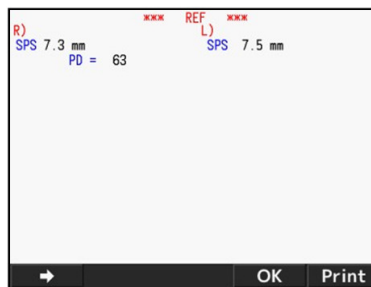 *** REF ***
R) L)
SPS 7.3 mm SPS 7.5 mm
PD = 63
➡ OK Print